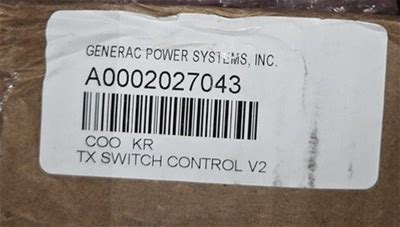 GENERAC POWER SYSTEMS, INC.
A0002027043
COO KR
TX SWITCH CONTROL V2